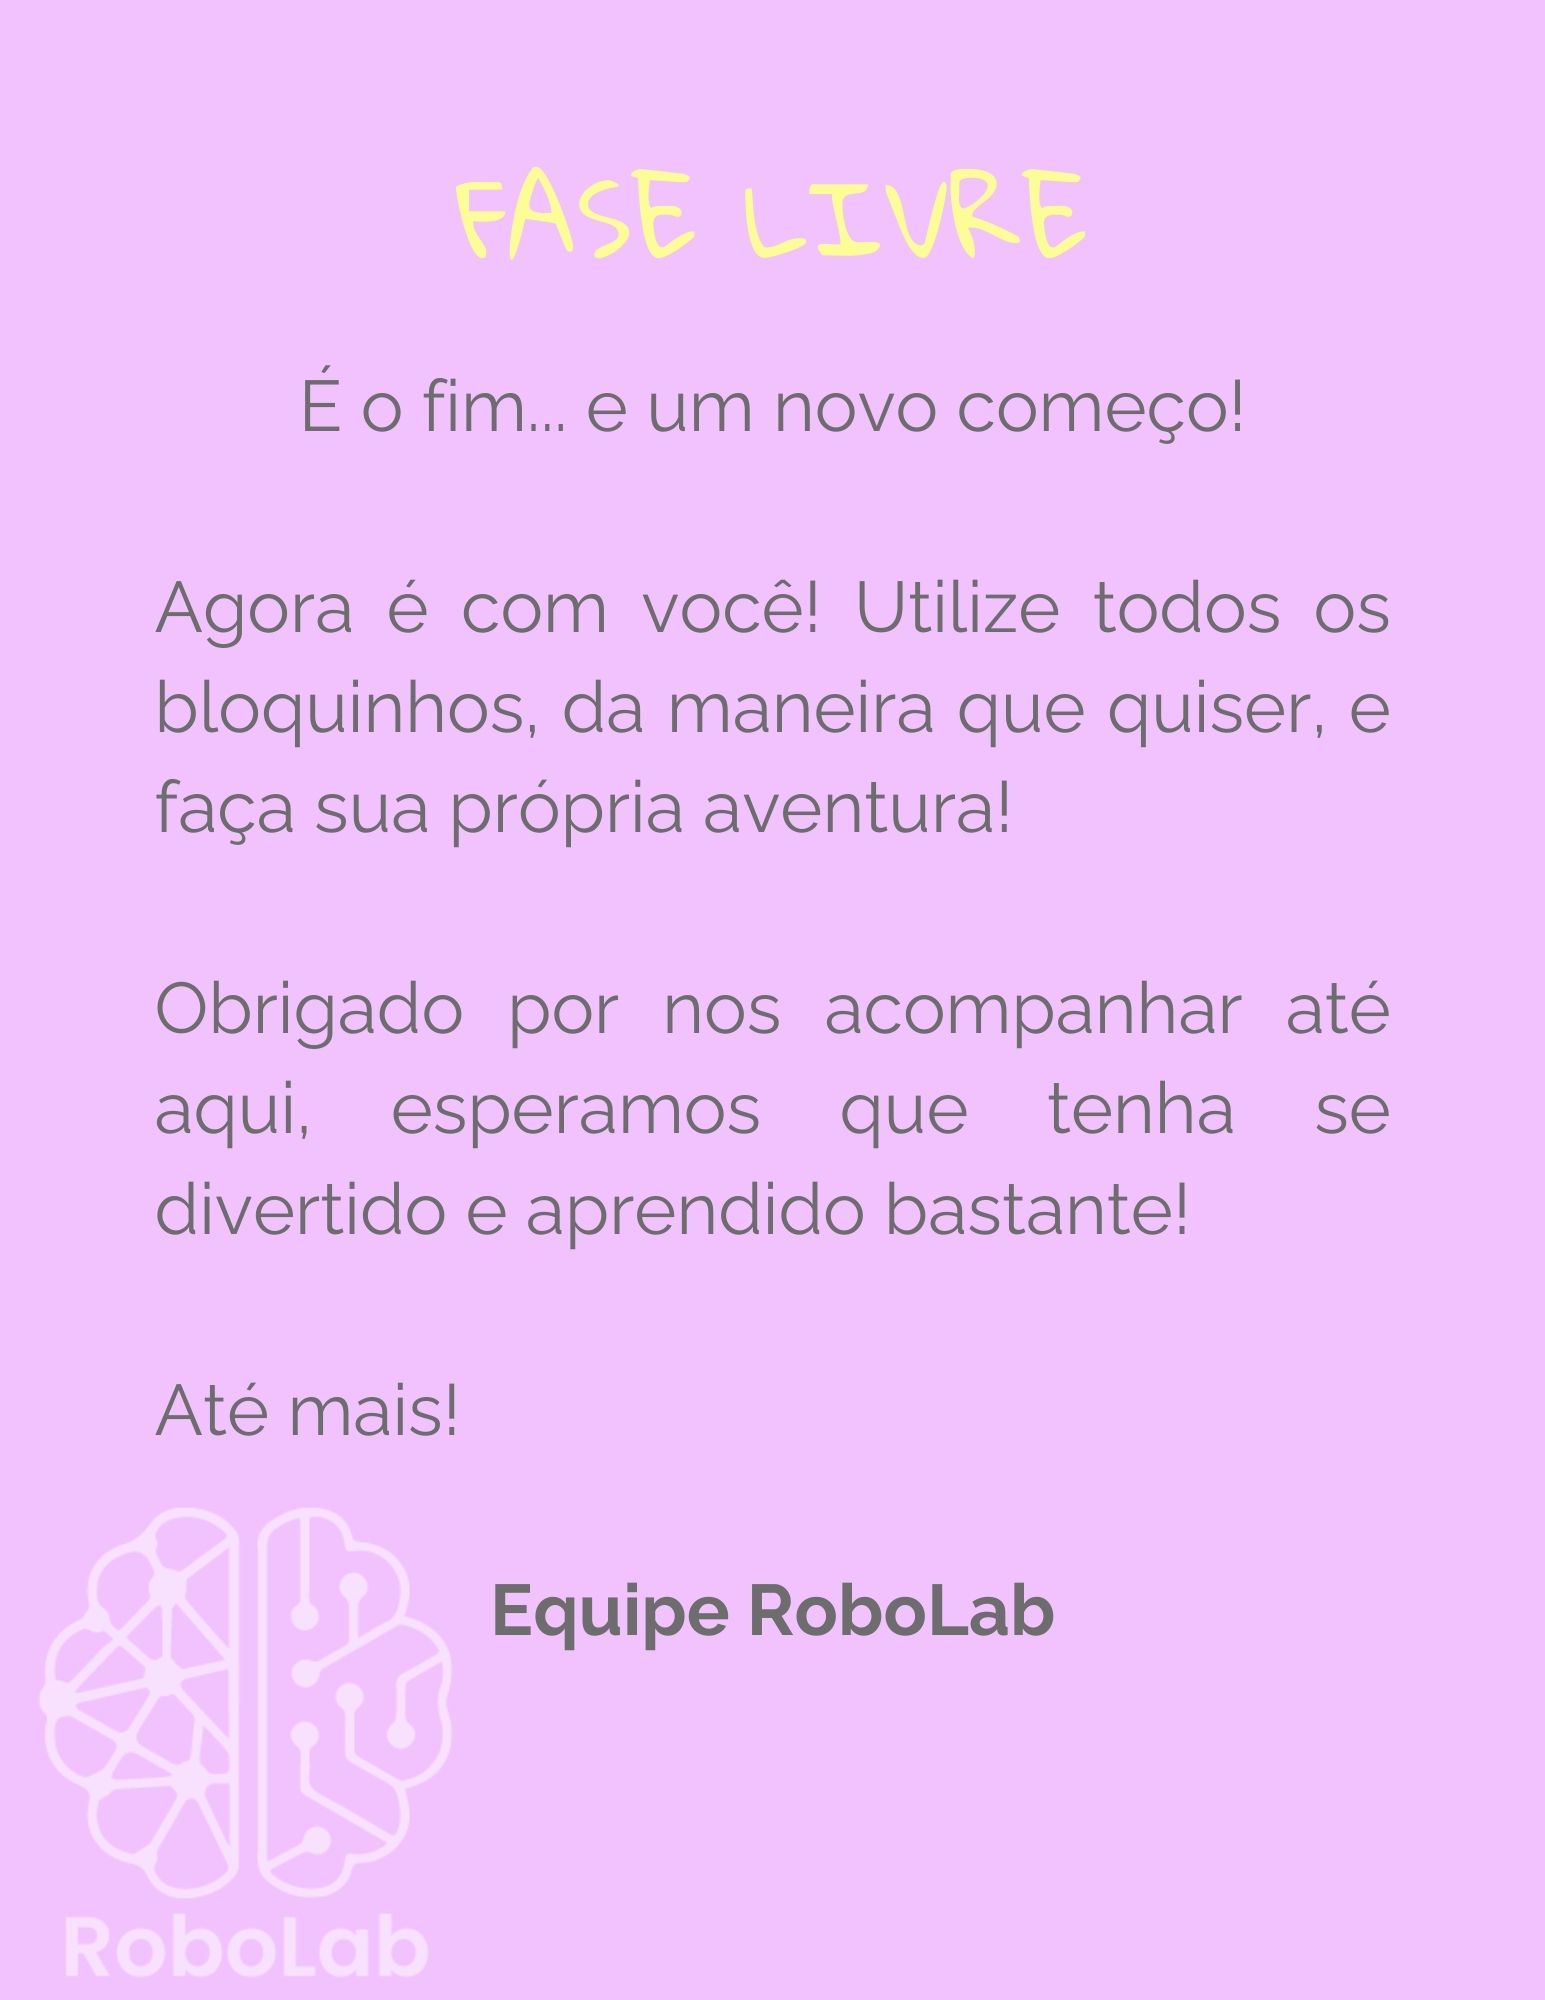 FASE LIVRE
É o fim... e um novo começo!
Agora é com você! Utilize todos os
bloquinhos, da maneira que quiser, e
faça sua própria aventura!
Obrigado por nos acompanhar até
aqui, esperamos que tenha se
divertido e aprendido bastante!
Até mais!
Equipe RoboLab
RoboLab